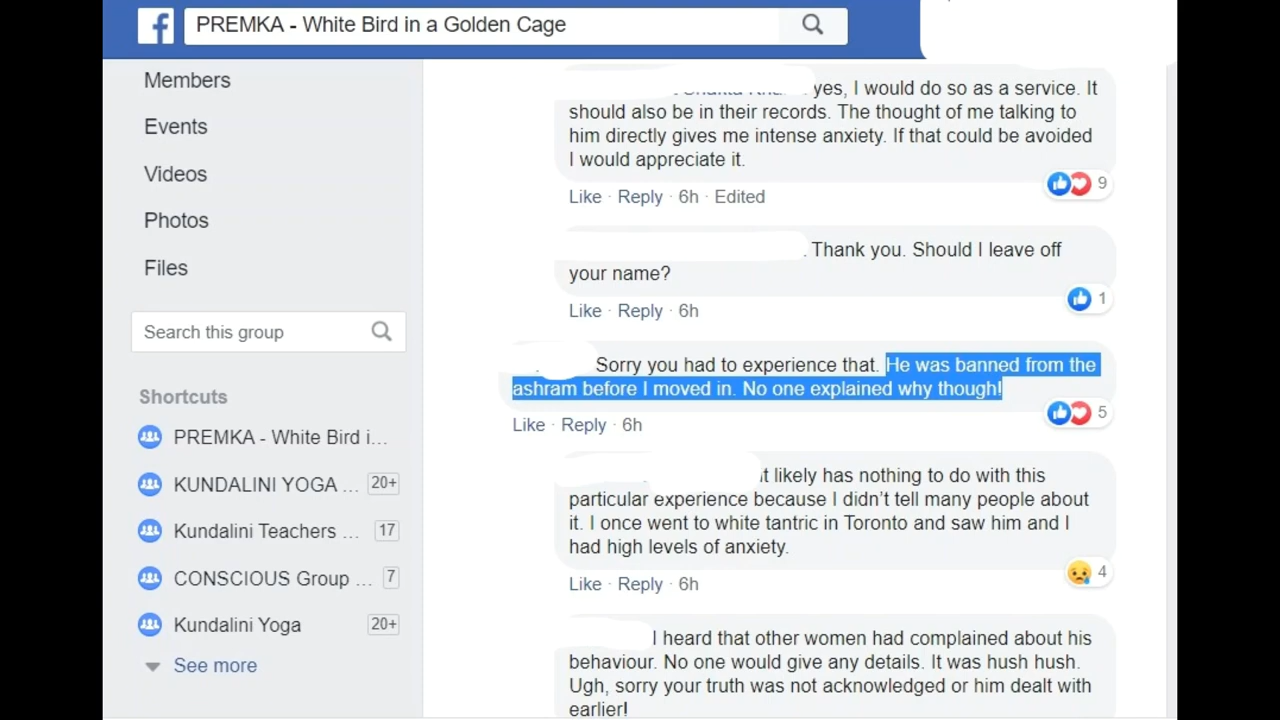 PREMKA - White Bird in a Golden Cage
Members
Events
Videos
Photos
Files
Search this group
Shortcuts
PREMKA - White Bird i...
KUNDALINI YOGA ... 20+
Kundalini Teachers ... 17
CONSCIOUS Group ... 7
Kundalini Yoga 20+
See more
yes, I would do so as a service. It
should also be in their records. The thought of me talking to
him directly gives me intense anxiety. If that could be avoided
I would appreciate it.
9
Like · Reply · 6h · Edited
. Thank you. Should I leave off
your name?
1
Like · Reply · 6h
Sorry you had to experience that. He was banned from the
ashram before I moved in. No one explained why though!
5
Like · Reply · 6h
likely has nothing to do with this
particular experience because I didn’t tell many people about
it. I once went to white tantric in Toronto and saw him and I
had high levels of anxiety.
4
Like · Reply · 6h
I heard that other women had complained about his
behaviour. No one would give any details. It was hush hush.
Ugh, sorry your truth was not acknowledged or him dealt with
earlier!